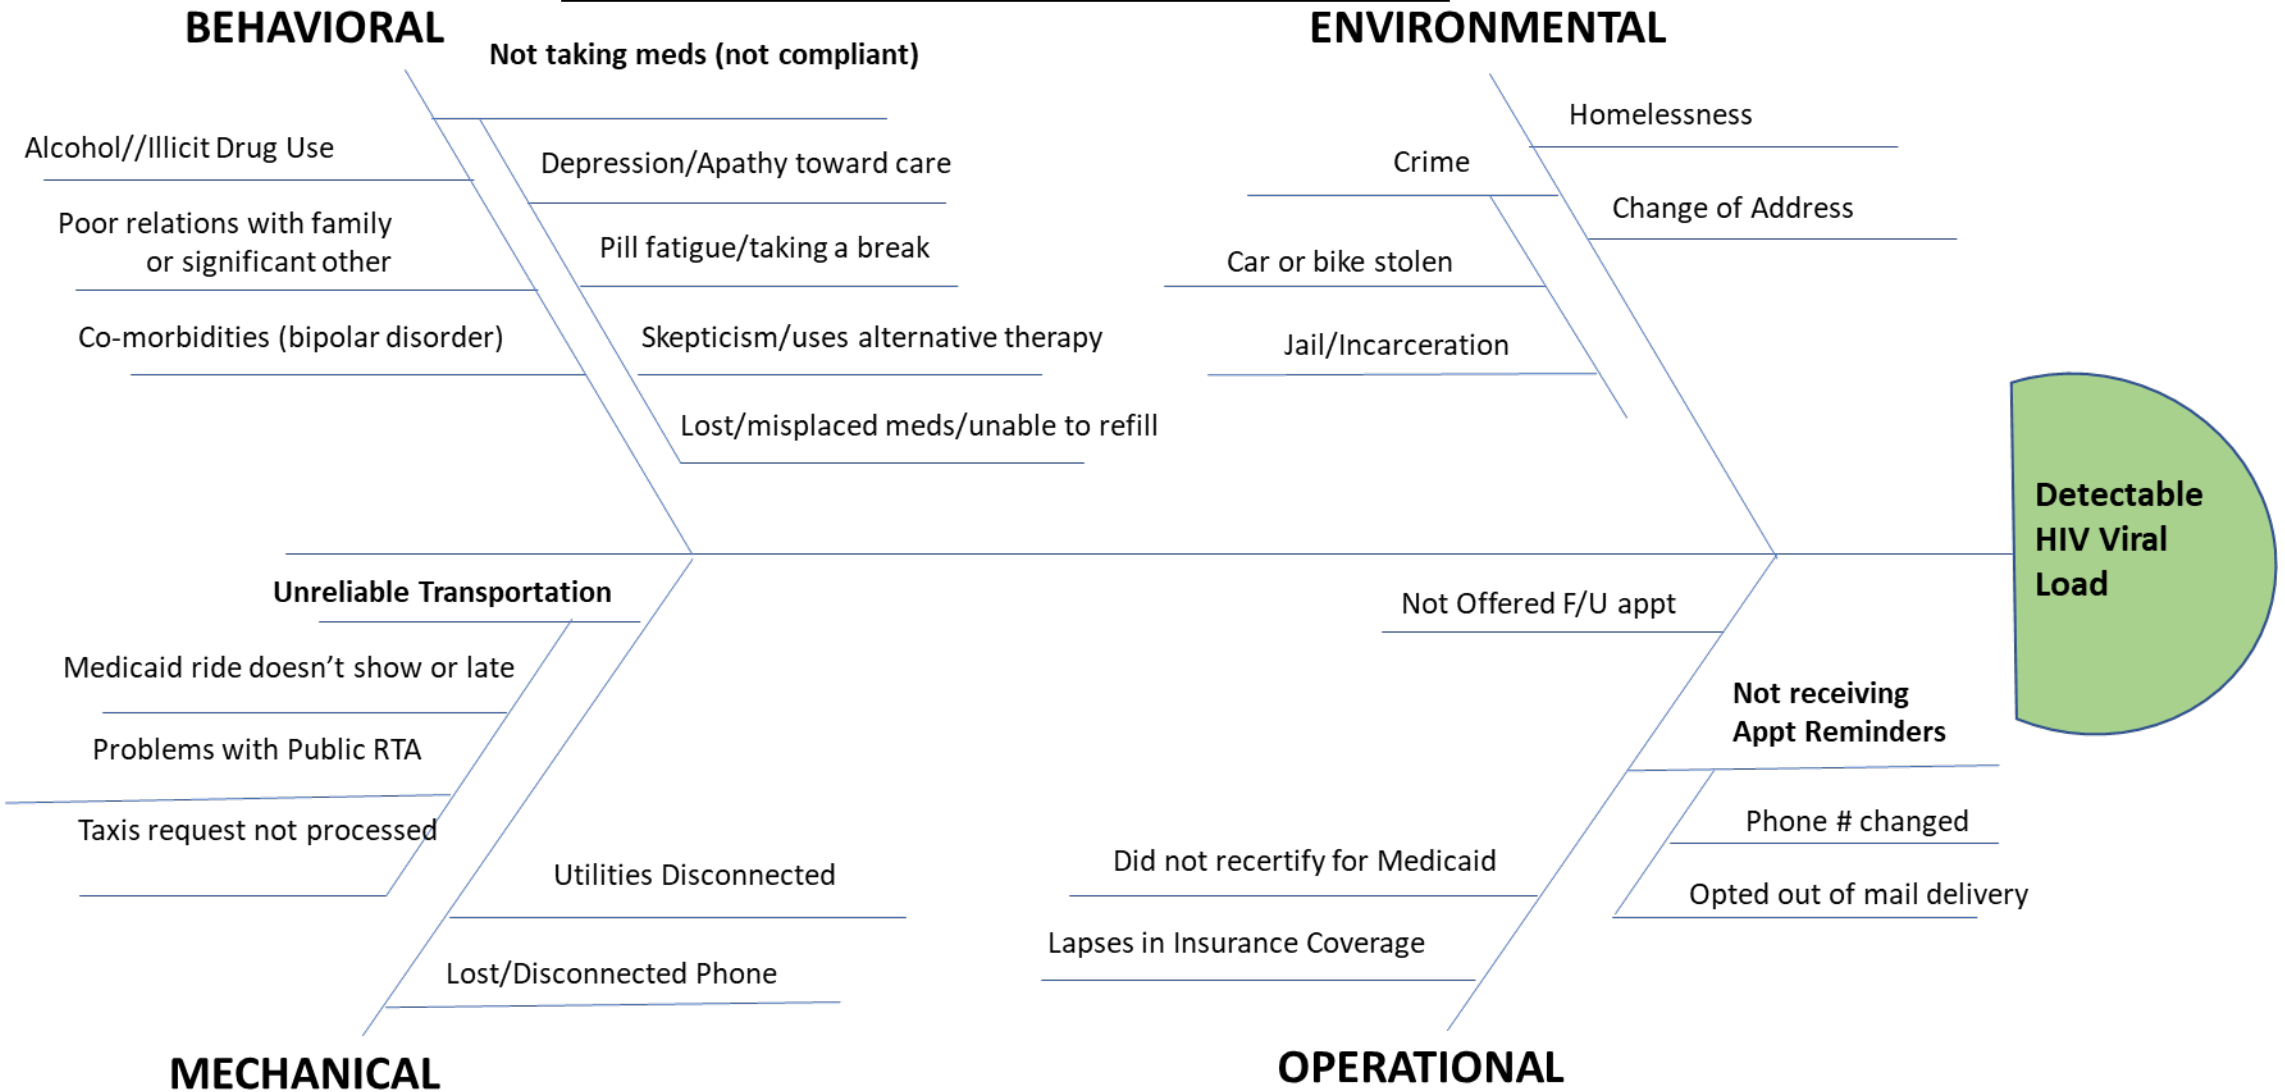 BEHAVIORAL
Not taking meds (not compliant)
Alcohol//Illicit Drug Use
Depression/Apathy toward care
Poor relations with family
or significant other
Pill fatigue/taking a break
Co-morbidities (bipolar disorder)
Skepticism/uses alternative therapy
Lost/misplaced meds/unable to refill
ENVIRONMENTAL
Homelessness
Crime
Change of Address
Car or bike stolen
Jail/Incarceration
Detectable
HIV Viral
Load
Unreliable Transportation
Medicaid ride doesn’t show or late
Problems with Public RTA
Taxis request not processed
Utilities Disconnected
Lost/Disconnected Phone
MECHANICAL
Not Offered F/U appt
Not receiving
Appt Reminders
Phone # changed
Did not recertify for Medicaid
Opted out of mail delivery
Lapses in Insurance Coverage
OPERATIONAL